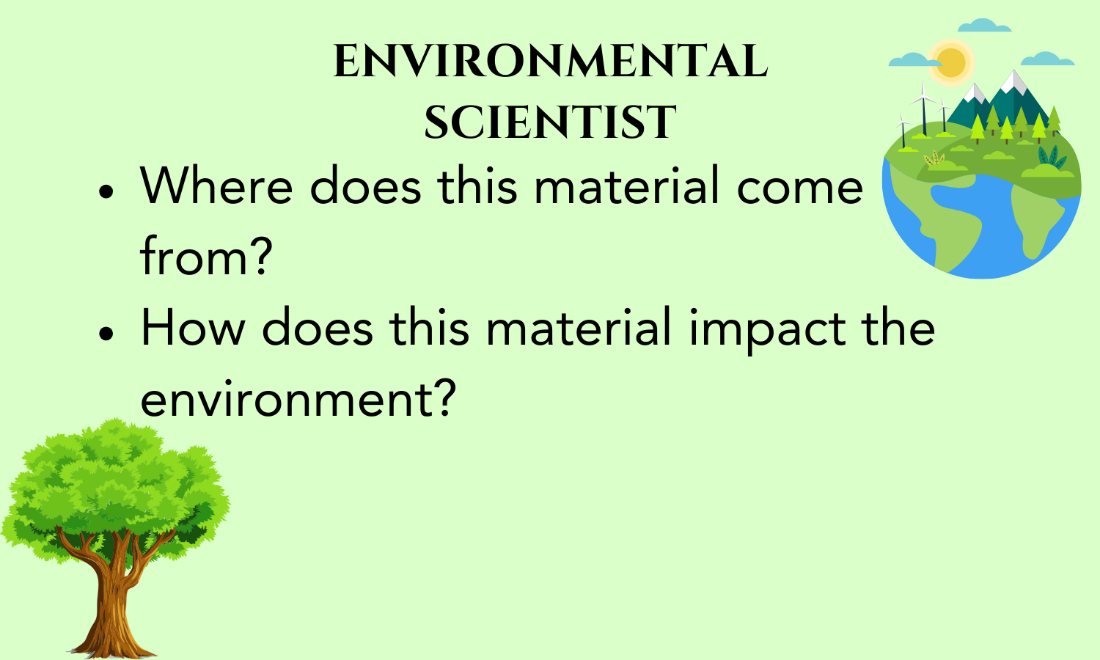 ENVIRONMENTAL
SCIENTIST
• Where does this material come
from?
• How does this material impact the
environment?